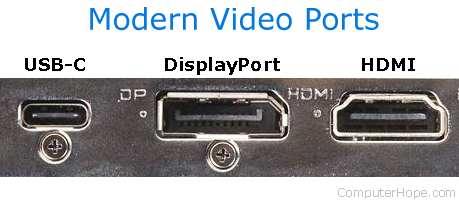 Modern Video Ports
USB-C DisplayPort HDMI
DP HDMI
ComputerHope.com